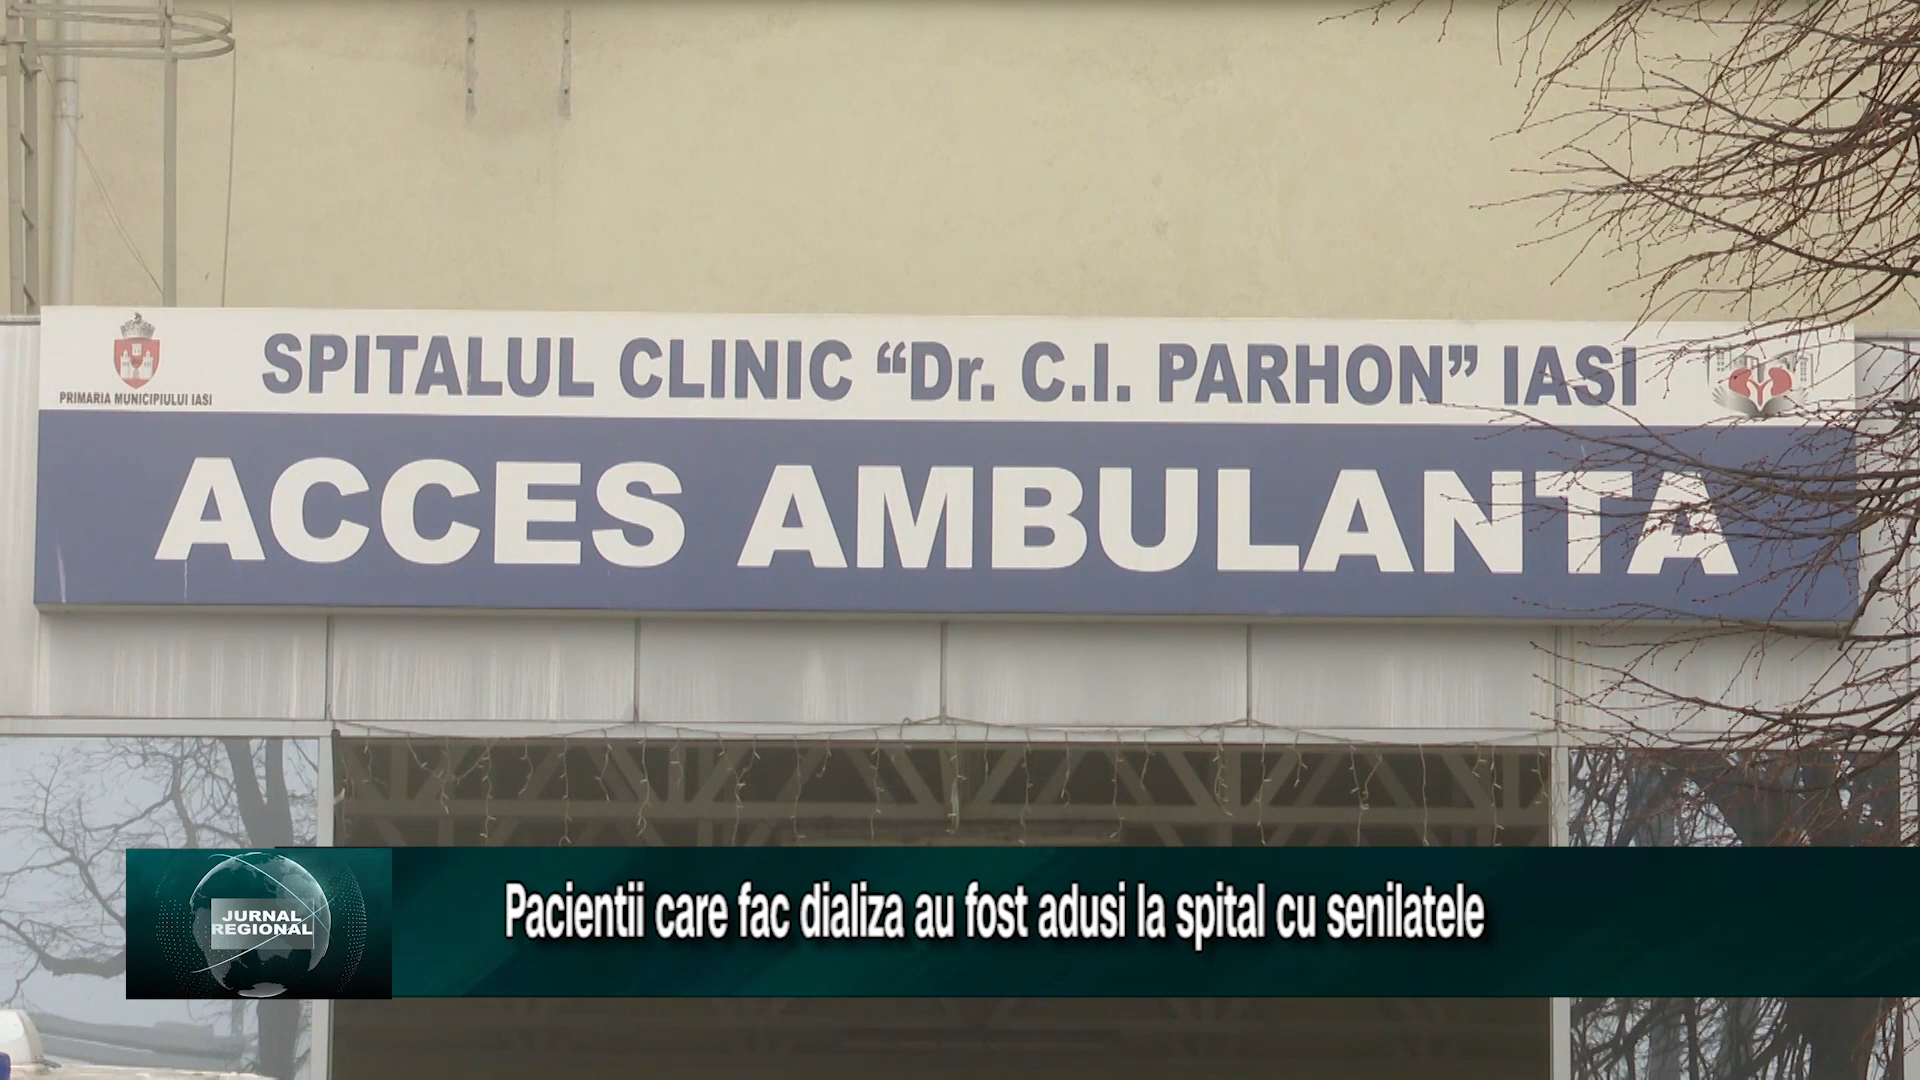 PRIMARIA MUNICIPIULUI IASI
SPITALUL CLINIC “Dr. C.I. PARHON” IASI
ACCES AMBULANTA
JURNAL
REGIONAL
Pacientii care fac dializa au fost adusi la spital cu senilatele